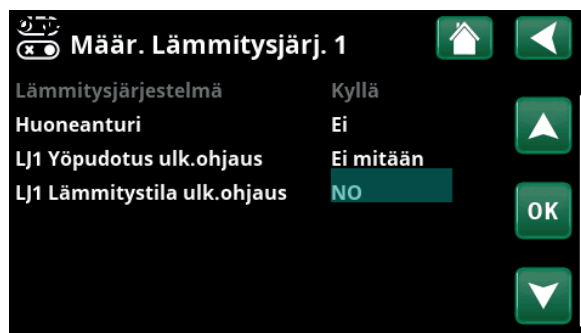 Määr. Lämmitysjärj. 1
Lämmitysjärjestelmä Kyllä
Huoneanturi Ei
LJ1 Yöpudotus ulk.ohjaus Ei mitään
LJ1 Lämmitystila ulk.ohjaus NO
OK